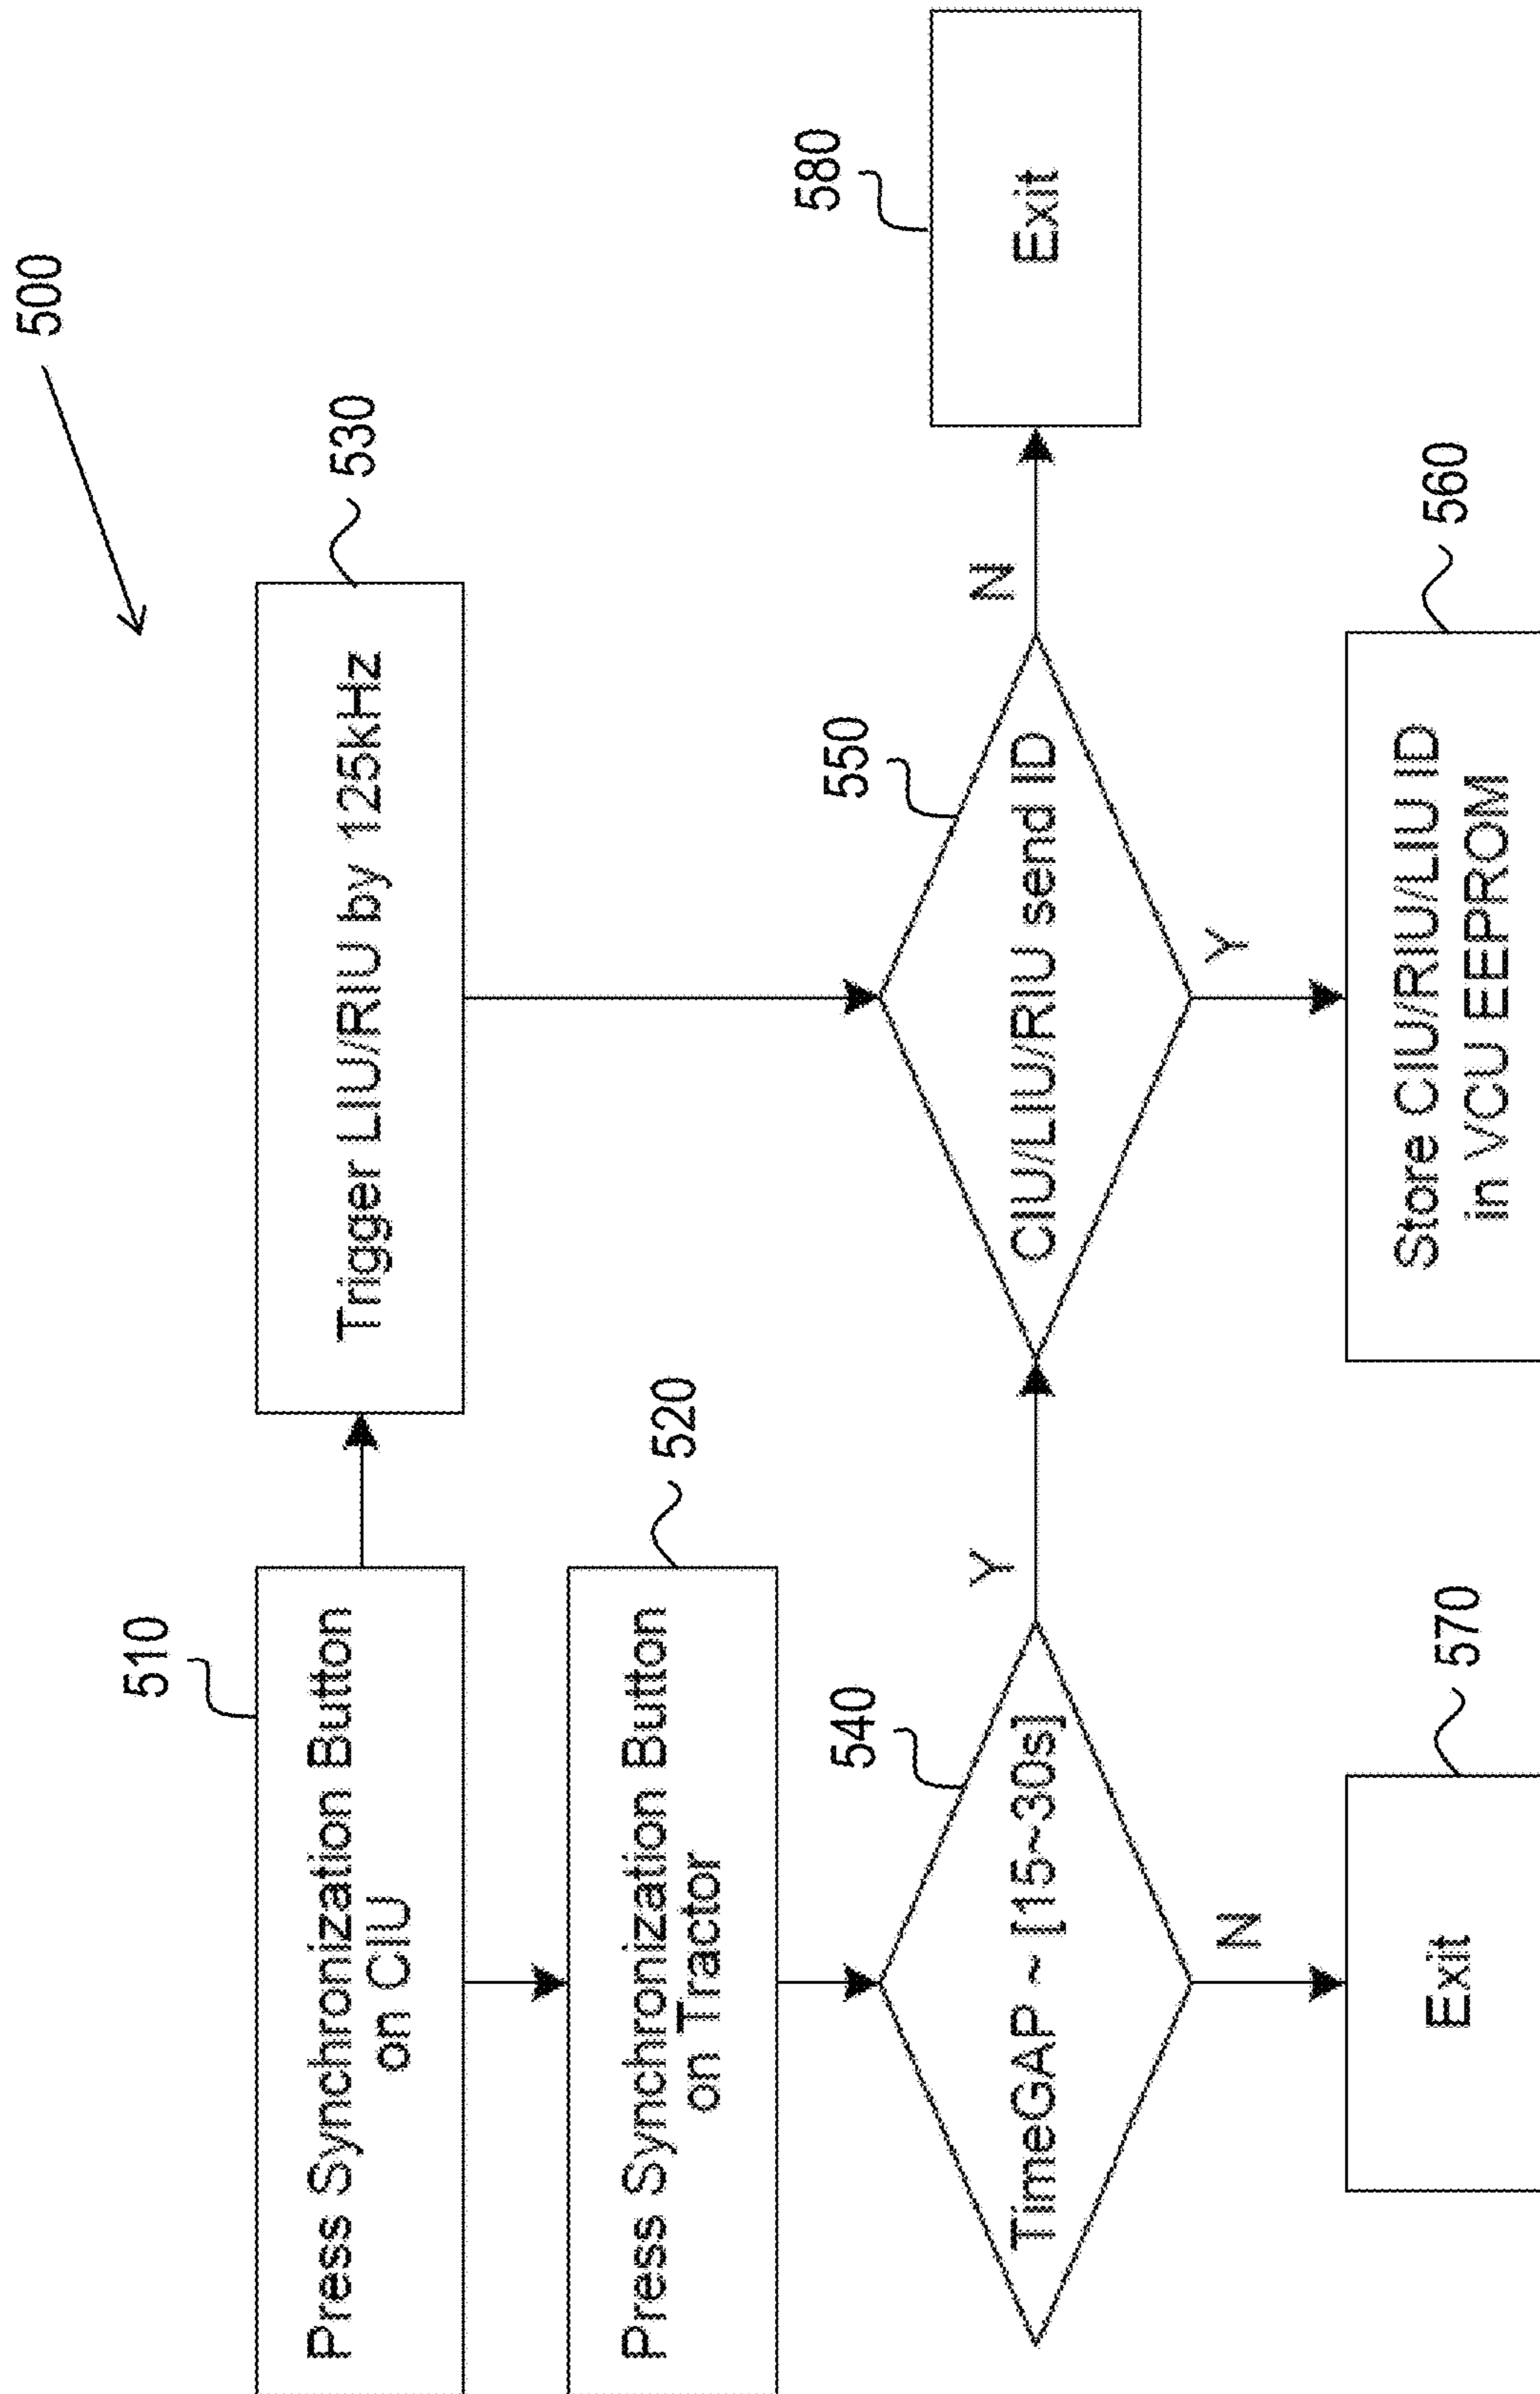 500
510
Press Synchronization Button
on CIU
530
Trigger LIU/RIU by 125kHz
520
Press Synchronization Button
on Tractor
540
TimeGAP ~ [15~30s]
Y
550
CIU/LIU/RIU send ID
N
580
Exit
N
570
Exit
Y
560
Store CIU/RIU/LIU ID
in VCU EEPROM